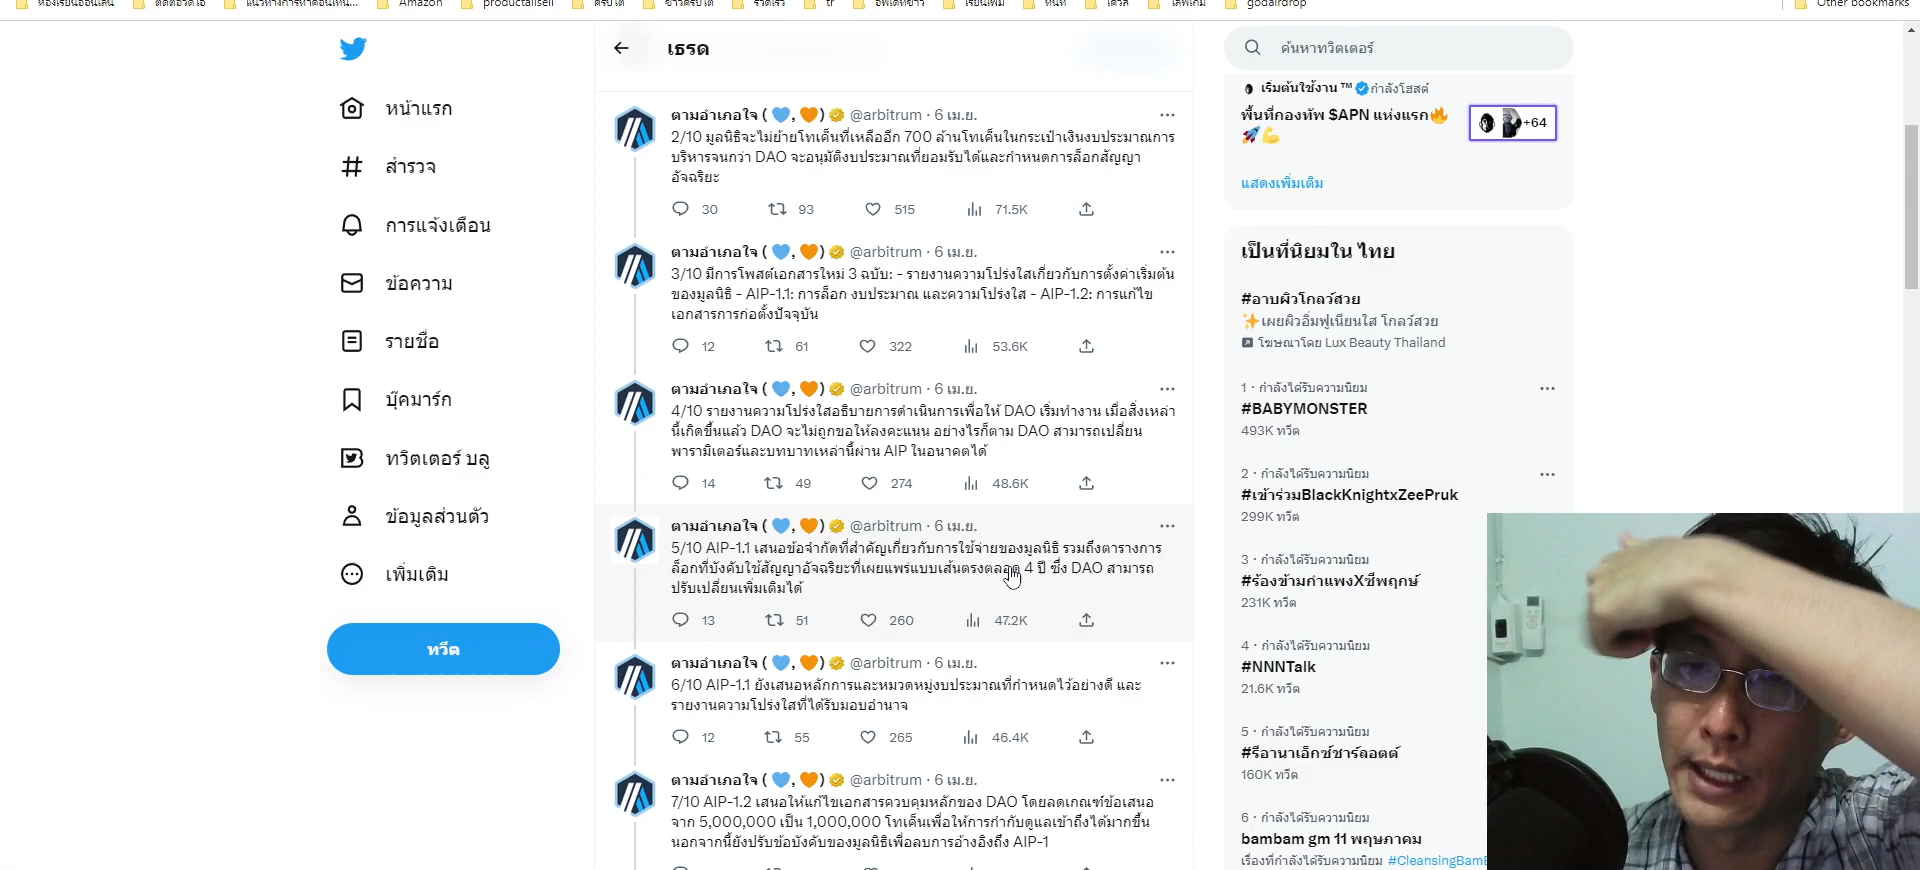 Amazon
productallsell
tr
godairdrop
Other bookmarks
หน้าแรก
สำรวจ
การแจ้งเตือน
ข้อความ
รายชื่อ
บุ๊คมาร์ก
ทวิตเตอร์ บลู
ข้อมูลส่วนตัว
เพิ่มเติม
ทวีต
เธรด
ตามอำเภอใจ (💙, 🧡) @arbitrum · 6 เม.ย.
2/10 มูลนิธิจะไม่ย้ายโทเค็นที่เหลืออีก 700 ล้านโทเค็นในกระเป๋าเงินงบประมาณการ
บริหารจนกว่า DAO จะอนุมัติงบประมาณที่ยอมรับได้และกำหนดการล็อกสัญญา
อัจฉริยะ
30 93 515 71.5K
ตามอำเภอใจ (💙, 🧡) @arbitrum · 6 เม.ย.
3/10 มีการโพสต์เอกสารใหม่ 3 ฉบับ: - รายงานความโปร่งใสเกี่ยวกับการตั้งค่าเริ่มต้น
ของมูลนิธิ - AIP-1.1: การล็อก งบประมาณ และความโปร่งใส - AIP-1.2: การแก้ไข
เอกสารการก่อตั้งปัจจุบัน
12 61 322 53.6K
ตามอำเภอใจ (💙, 🧡) @arbitrum · 6 เม.ย.
4/10 รายงานความโปร่งใสอธิบายการดำเนินการเพื่อให้ DAO เริ่มทำงาน เมื่อสิ่งเหล่า
นี้เกิดขึ้นแล้ว DAO จะไม่ถูกขอให้ลงคะแนน อย่างไรก็ตาม DAO สามารถเปลี่ยน
พารามิเตอร์และบทบาทเหล่านี้ผ่าน AIP ในอนาคตได้
14 49 274 48.6K
ตามอำเภอใจ (💙, 🧡) @arbitrum · 6 เม.ย.
5/10 AIP-1.1 เสนอข้อจำกัดที่สำคัญเกี่ยวกับการใช้จ่ายของมูลนิธิ รวมถึงตารางการ
ล็อกที่บังคับใช้สัญญาอัจฉริยะที่เผยแพร่แบบเส้นตรงตลอด 4 ปี ซึ่ง DAO สามารถ
ปรับเปลี่ยนเพิ่มเติมได้
13 51 260 47.2K
ตามอำเภอใจ (💙, 🧡) @arbitrum · 6 เม.ย.
6/10 AIP-1.1 ยังเสนอหลักการและหมวดหมู่งบประมาณที่กำหนดไว้อย่างดี และ
รายงานความโปร่งใสที่ได้รับมอบอำนาจ
12 55 265 46.4K
ตามอำเภอใจ (💙, 🧡) @arbitrum · 6 เม.ย.
7/10 AIP-1.2 เสนอให้แก้ไขเอกสารควบคุมหลักของ DAO โดยลดเกณฑ์ข้อเสนอ
จาก 5,000,000 เป็น 1,000,000 โทเค็นเพื่อให้การกำกับดูแลเข้าถึงได้มากขึ้น
นอกจากนี้ยังปรับข้อบังคับของมูลนิธิเพื่อลบการอ้างอิงถึง AIP-1
ค้นหาทวิตเตอร์
เริ่มต้นใช้งาน ™ กำลังโฮสต์
พื้นที่กองทัพ $APN แห่งแรก🔥
🚀💪
+64
แสดงเพิ่มเติม
เป็นที่นิยมใน ไทย
#อาบผิวโกลว์สวย
✨เผยผิวอิ่มฟูเนียนใส โกลว์สวย
โฆษณาโดย Lux Beauty Thailand
1 · กำลังได้รับความนิยม
#BABYMONSTER
493K ทวีต
2 · กำลังได้รับความนิยม
#เข้าร่วมBlackKnightxZeePruk
299K ทวีต
3 · กำลังได้รับความนิยม
#ร้องข้ามกำแพงXชีพฤกษ์
231K ทวีต
4 · กำลังได้รับความนิยม
#NNNTalk
21.6K ทวีต
5 · กำลังได้รับความนิยม
#รีอานาเอ็กซ์ชาร์ลอตต์
160K ทวีต
6 · กำลังได้รับความนิยม
bambam gm 11 พฤษภาคม
เรื่องที่กำลังได้รับความนิยม #CleansingBamB